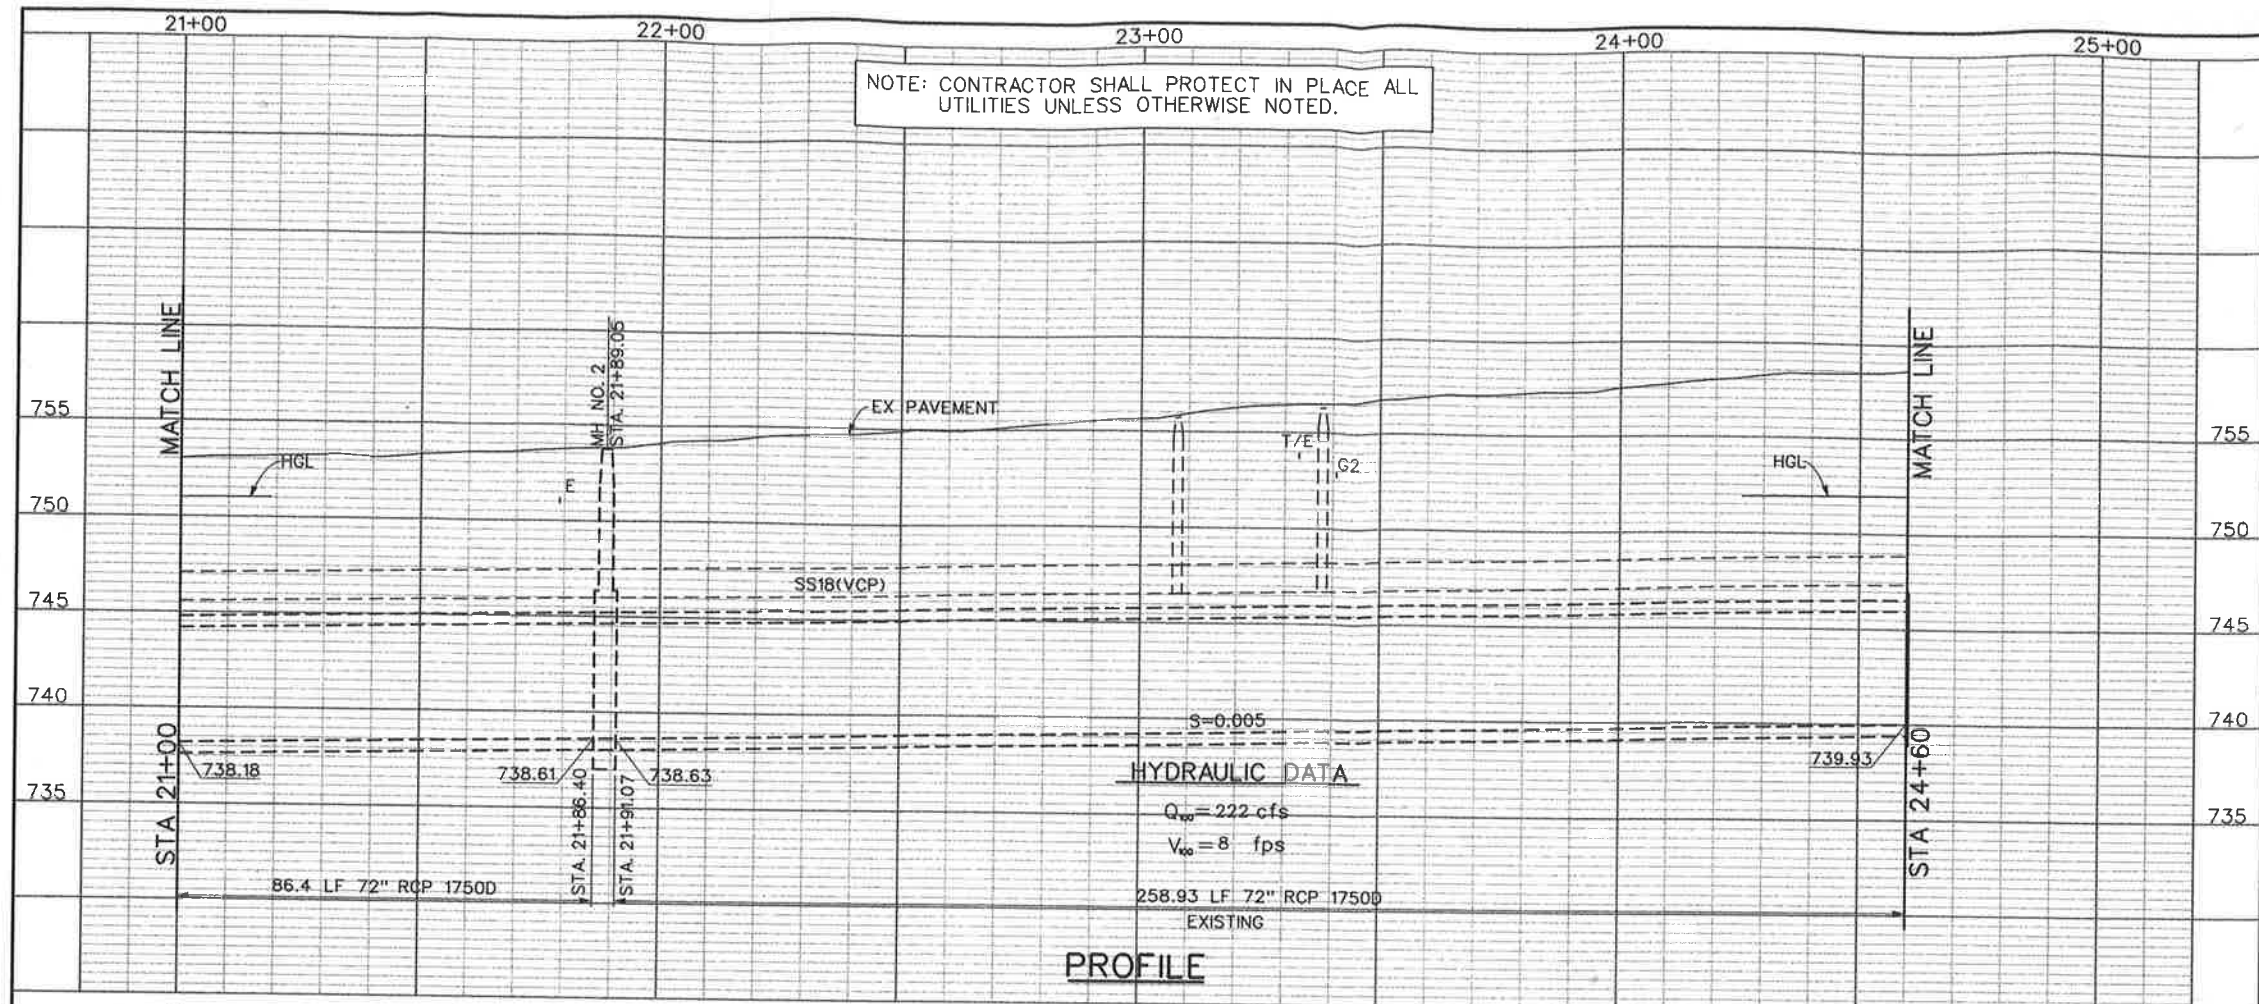 21+00
22+00
23+00
24+00
25+00
NOTE: CONTRACTOR SHALL PROTECT IN PLACE ALL
UTILITIES UNLESS OTHERWISE NOTED.
MATCH LINE
STA 21+00
MH NO. 2
STA. 21+89.05
EX PAVEMENT
HGL
E
T/E
G2
HGL
MATCH LINE
STA 24+60
755
750
745
740
735
755
750
745
740
735
SS18(VCP)
S=0.005
738.18
738.61
738.63
739.93
STA. 21+86.40
STA. 21+91.07
HYDRAULIC DATA
Q₁₀₀=222 cfs
V₁₀₀=8 fps
86.4 LF 72" RCP 1750D
258.93 LF 72" RCP 1750D
EXISTING
PROFILE